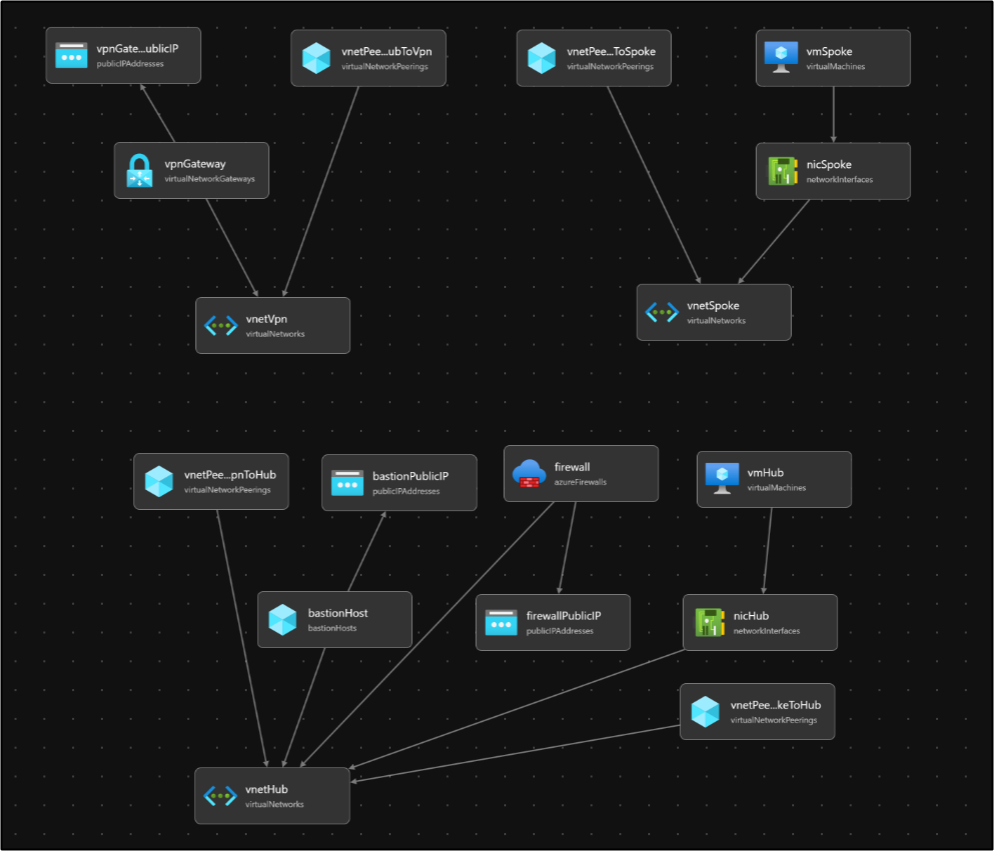 vpnGate...ublicIP
publicIPAddresses
vnetPee...ubToVpn
virtualNetworkPeerings
vnetPee...ToSpoke
virtualNetworkPeerings
vmSpoke
virtualMachines
vpnGateway
virtualNetworkGateways
nicSpoke
networkInterfaces
vnetVpn
virtualNetworks
vnetSpoke
virtualNetworks
vnetPee...pnToHub
virtualNetworkPeerings
bastionPublicIP
publicIPAddresses
firewall
azureFirewalls
vmHub
virtualMachines
bastionHost
bastionHosts
firewallPublicIP
publicIPAddresses
nicHub
networkInterfaces
vnetPee...keToHub
virtualNetworkPeerings
vnetHub
virtualNetworks